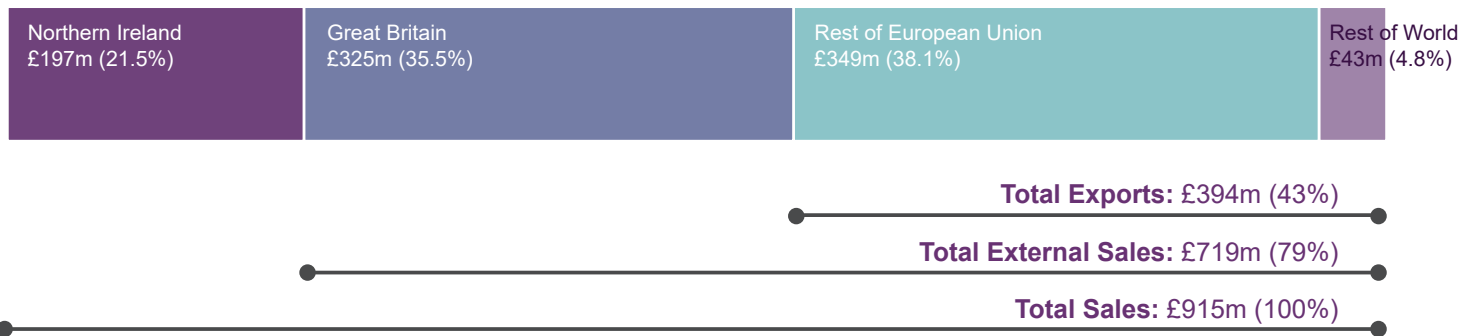 Northern Ireland
£197m (21.5%)
Great Britain
£325m (35.5%)
Rest of European Union
£349m (38.1%)
Rest of World
£43m (4.8%)
Total Exports: £394m (43%)
Total External Sales: £719m (79%)
Total Sales: £915m (100%)